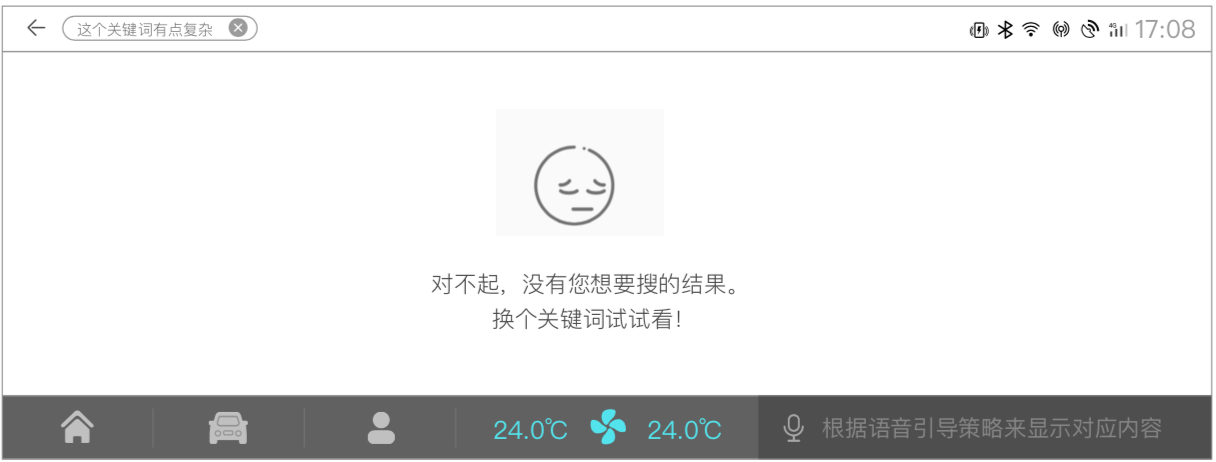 这个关键词有点复杂
4G
17:08
对不起，没有您想要搜的结果。
换个关键词试试看！
24.0℃ 24.0℃ 根据语音引导策略来显示对应内容